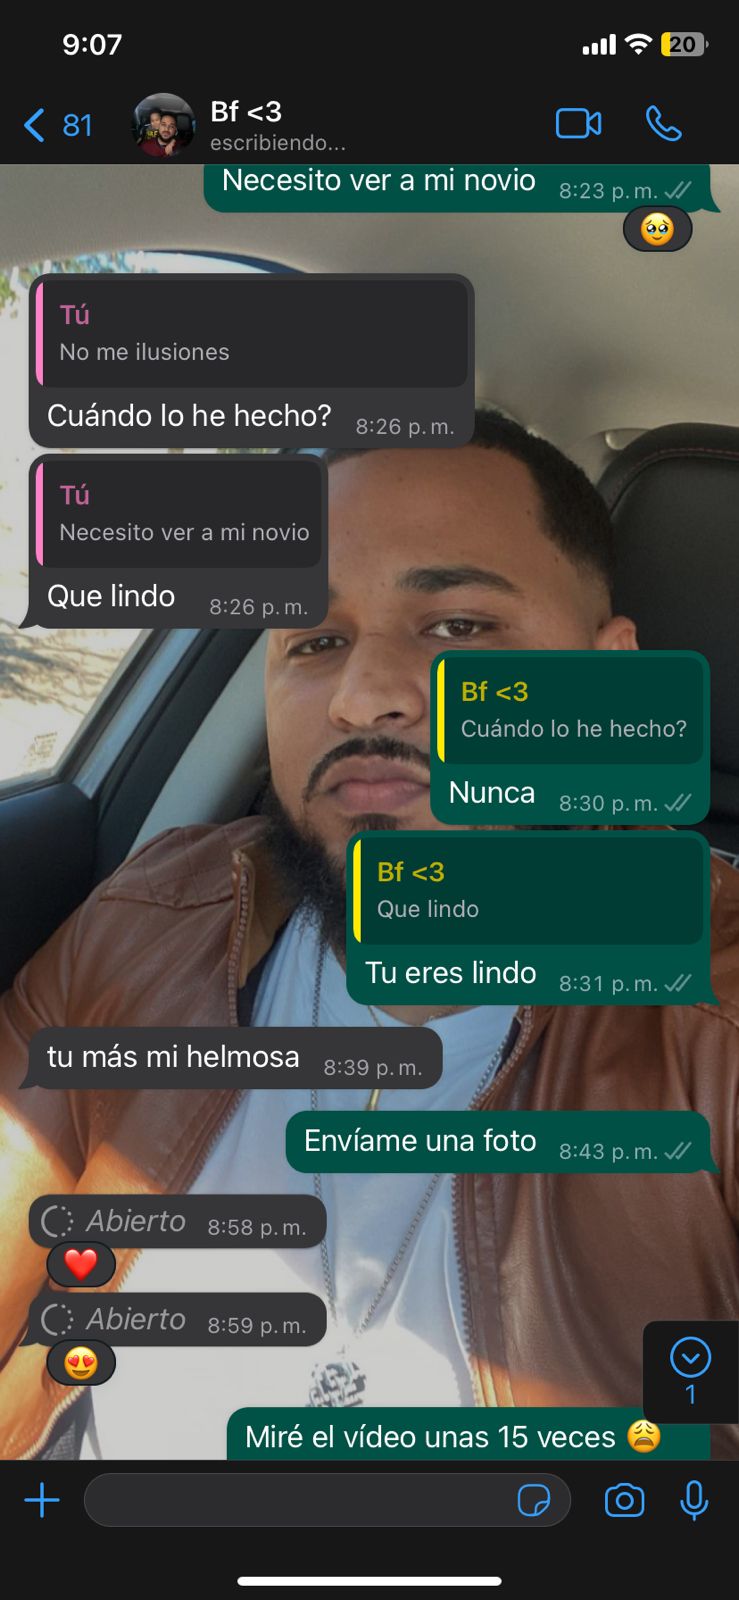 9:07
20
81
Bf <3
escribiendo...
Necesito ver a mi novio 8:23 p. m.
Tú
No me ilusiones
Cuándo lo he hecho? 8:26 p. m.
Tú
Necesito ver a mi novio
Que lindo 8:26 p. m.
Bf <3
Cuándo lo he hecho?
Nunca 8:30 p. m.
Bf <3
Que lindo
Tu eres lindo 8:31 p. m.
tu más mi helmosa 8:39 p. m.
Envíame una foto 8:43 p. m.
Abierto 8:58 p. m.
Abierto 8:59 p. m.
1
Miré el vídeo unas 15 veces 😩